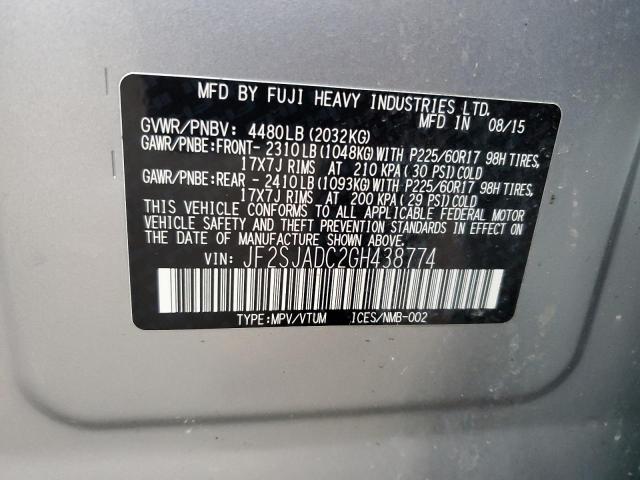 MFD BY FUJI HEAVY INDUSTRIES LTD.
MFD IN 08/15
GVWR/PNBV: 4480LB (2032KG)
GAWR/PNBE:FRONT- 2310LB (1048KG) WITH P225/60R17 98H TIRES,
17X7J RIMS AT 210 KPA ( 30 PSI) COLD
GAWR/PNBE:REAR - 2410LB (1093KG) WITH P225/60R17 98H TIRES,
17X7J RIMS AT 200 KPA ( 29 PSI) COLD
THIS VEHICLE CONFORMS TO ALL APPLICABLE FEDERAL MOTOR
VEHICLE SAFETY AND THEFT PREVENTION STANDARDS IN EFFECT ON
THE DATE OF MANUFACTURE SHOWN ABOVE.
VIN: JF2SJADC2GH438774
TYPE:MPV/VTUM ICES/NMB-002